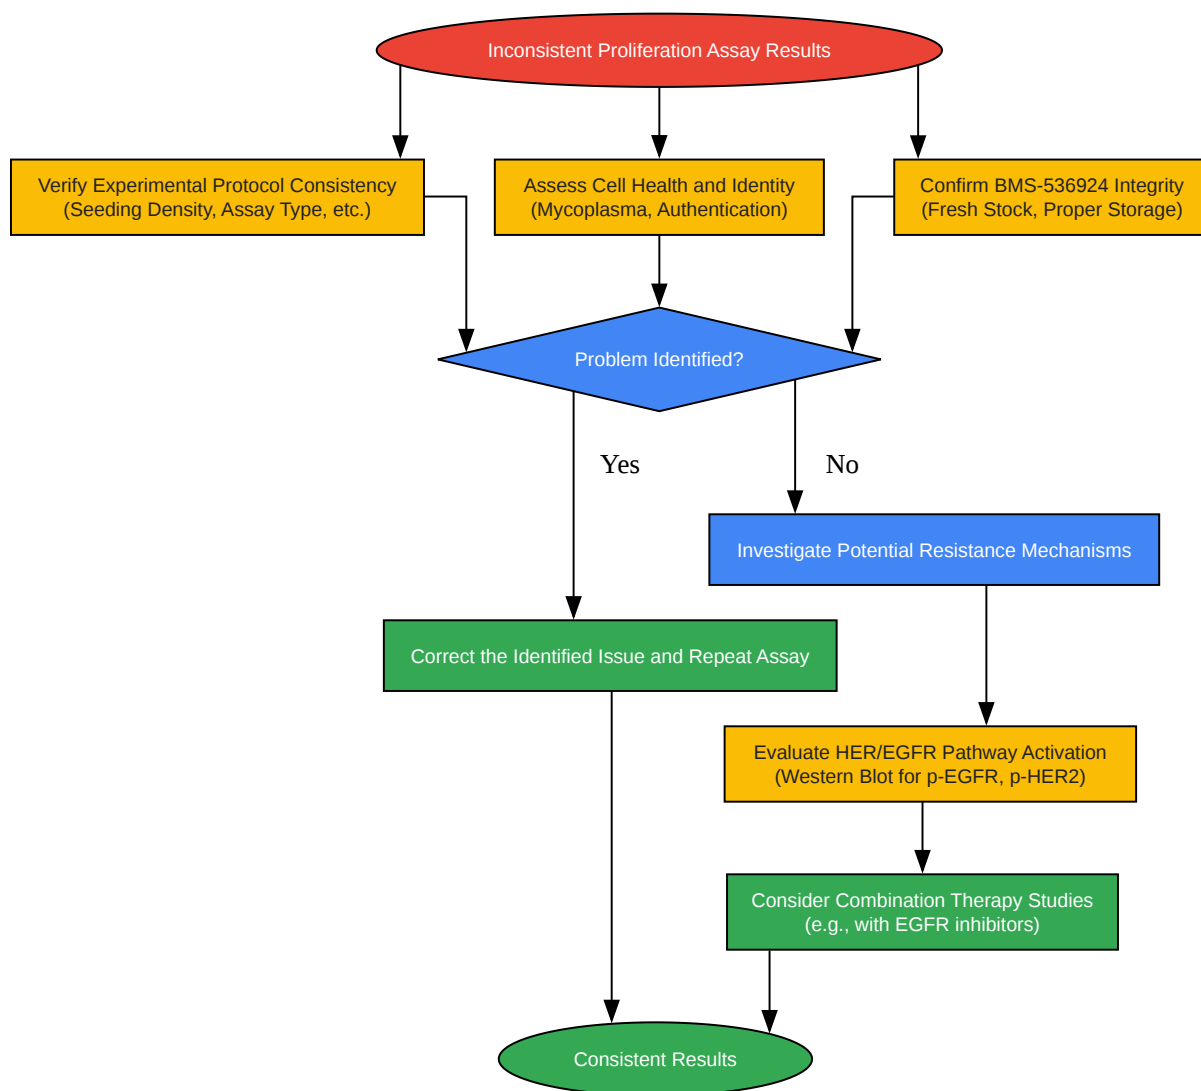 Inconsistent Proliferation Assay Results
Verify Experimental Protocol Consistency
(Seeding Density, Assay Type, etc.)
Assess Cell Health and Identity
(Mycoplasma, Authentication)
Confirm BMS-536924 Integrity
(Fresh Stock, Proper Storage)
Problem Identified?
Yes
No
Investigate Potential Resistance Mechanisms
Correct the Identified Issue and Repeat Assay
Evaluate HER/EGFR Pathway Activation
(Western Blot for p-EGFR, p-HER2)
Consider Combination Therapy Studies
(e.g., with EGFR inhibitors)
Consistent Results